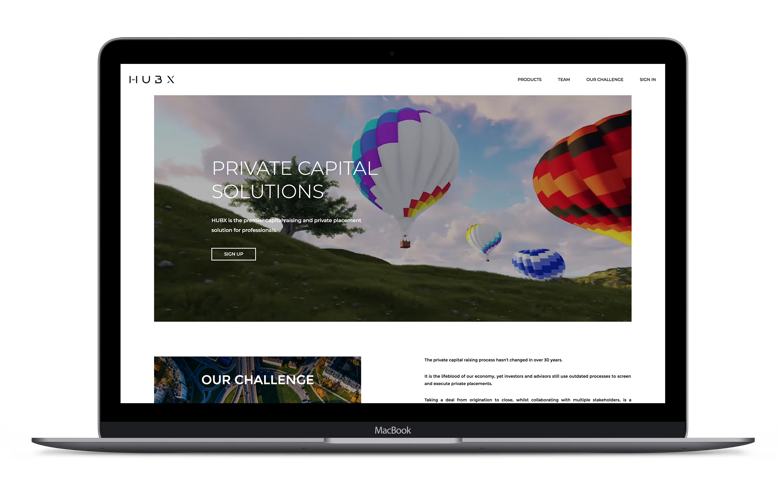 HUBX
PRODUCTS
TEAM
OUR CHALLENGE
SIGN IN
PRIVATE CAPITAL
SOLUTIONS
HUBX is the premier capital raising and private placement
solution for professionals.
SIGN UP
OUR CHALLENGE
The private capital raising process hasn't changed in over 30 years.
It is the lifeblood of our economy, yet investors and advisors still use outdated processes to screen
and execute private placements.
Taking a deal from origination to close, whilst collaborating with multiple stakeholders, is a
MacBook